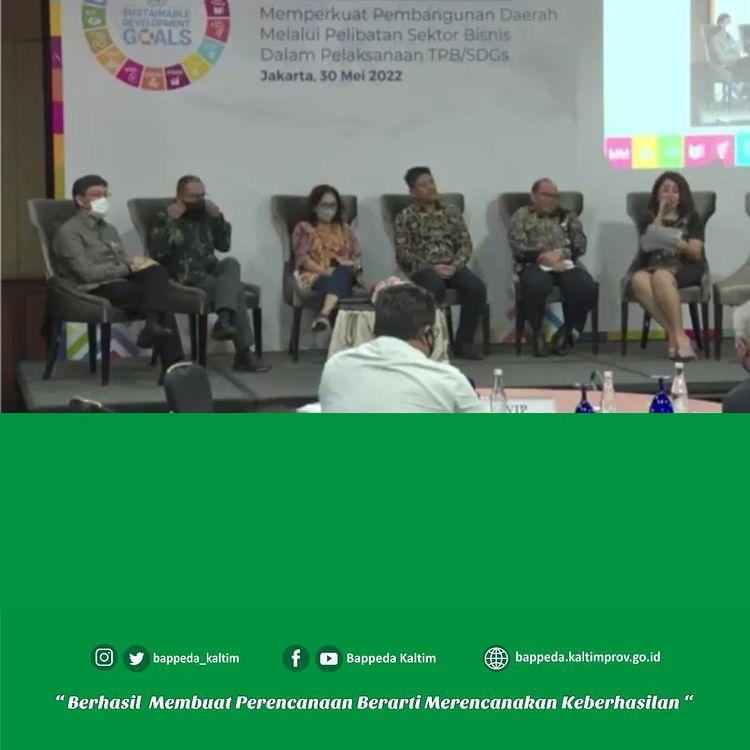 SUSTAINABLE
DEVELOPMENT
GOALS
Memperkuat Pembangunan Daerah
Melalui Pelibatan Sektor Bisnis
Dalam Pelaksanaan TPB/SDGs
Jakarta, 30 Mei 2022
VIP
bappeda_kaltim
Bappeda Kaltim
bappeda.kaltimprov.go.id
“ Berhasil Membuat Perencanaan Berarti Merencanakan Keberhasilan “